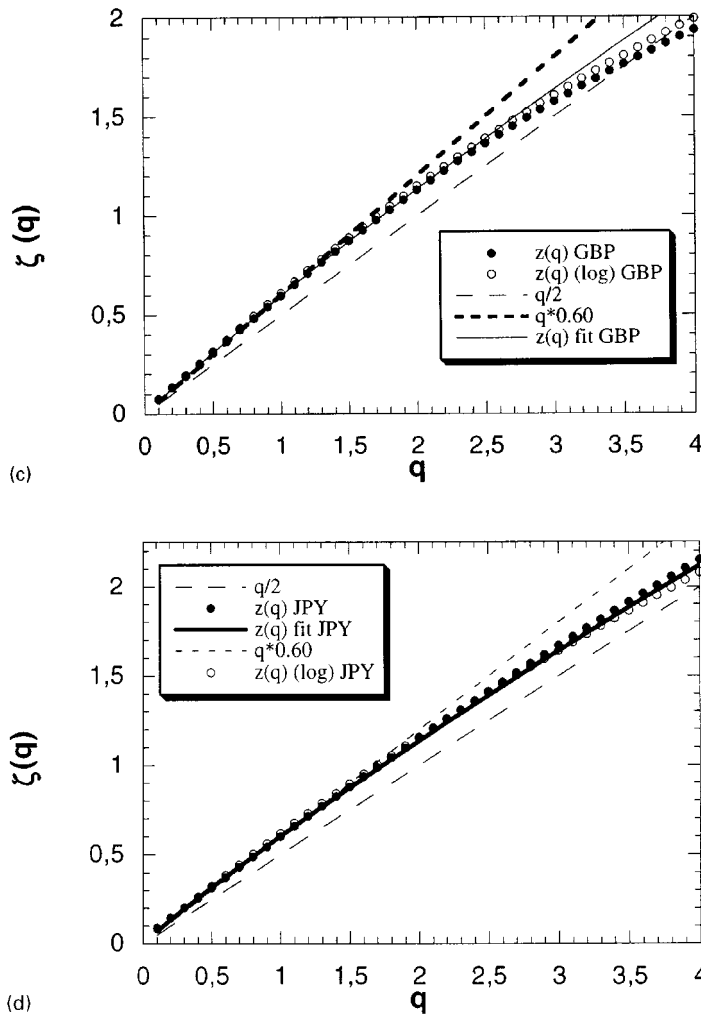 2
1,5
1
0,5
0
ζ (q)
z(q) GBP
z(q) (log) GBP
q/2
q*0.60
z(q) fit GBP
0 0,5 1 1,5 2 2,5 3 3,5 4
q
(c)
2
1,5
1
0,5
0
ζ(q)
q/2
z(q) JPY
z(q) fit JPY
q*0.60
z(q) (log) JPY
0 0,5 1 1,5 2 2,5 3 3,5 4
q
(d)